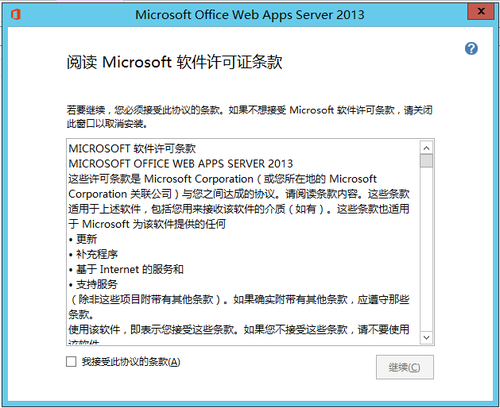 Microsoft Office Web Apps Server 2013
阅读 Microsoft 软件许可证条款
若要继续，您必须接受此协议的条款。如果不想接受 Microsoft 软件许可条款，请关闭
此窗口以取消安装。
MICROSOFT 软件许可条款
MICROSOFT OFFICE WEB APPS SERVER 2013
这些许可条款是 Microsoft Corporation（或您所在地的 Microsoft
Corporation 关联公司）与您之间达成的协议。请阅读条款内容。这些条款
适用于上述软件，包括您用来接收该软件的介质（如有）。这些条款也适用
于 Microsoft 为该软件提供的任何
• 更新
• 补充程序
• 基于 Internet 的服务和
• 支持服务
（除非这些项目附带有其他条款）。如果确实附带有其他条款，应遵守那些
条款。
使用该软件，即表示您接受这些条款。如果您不接受这些条款，请不要使用
该软件
我接受此协议的条款(A)
继续(C)